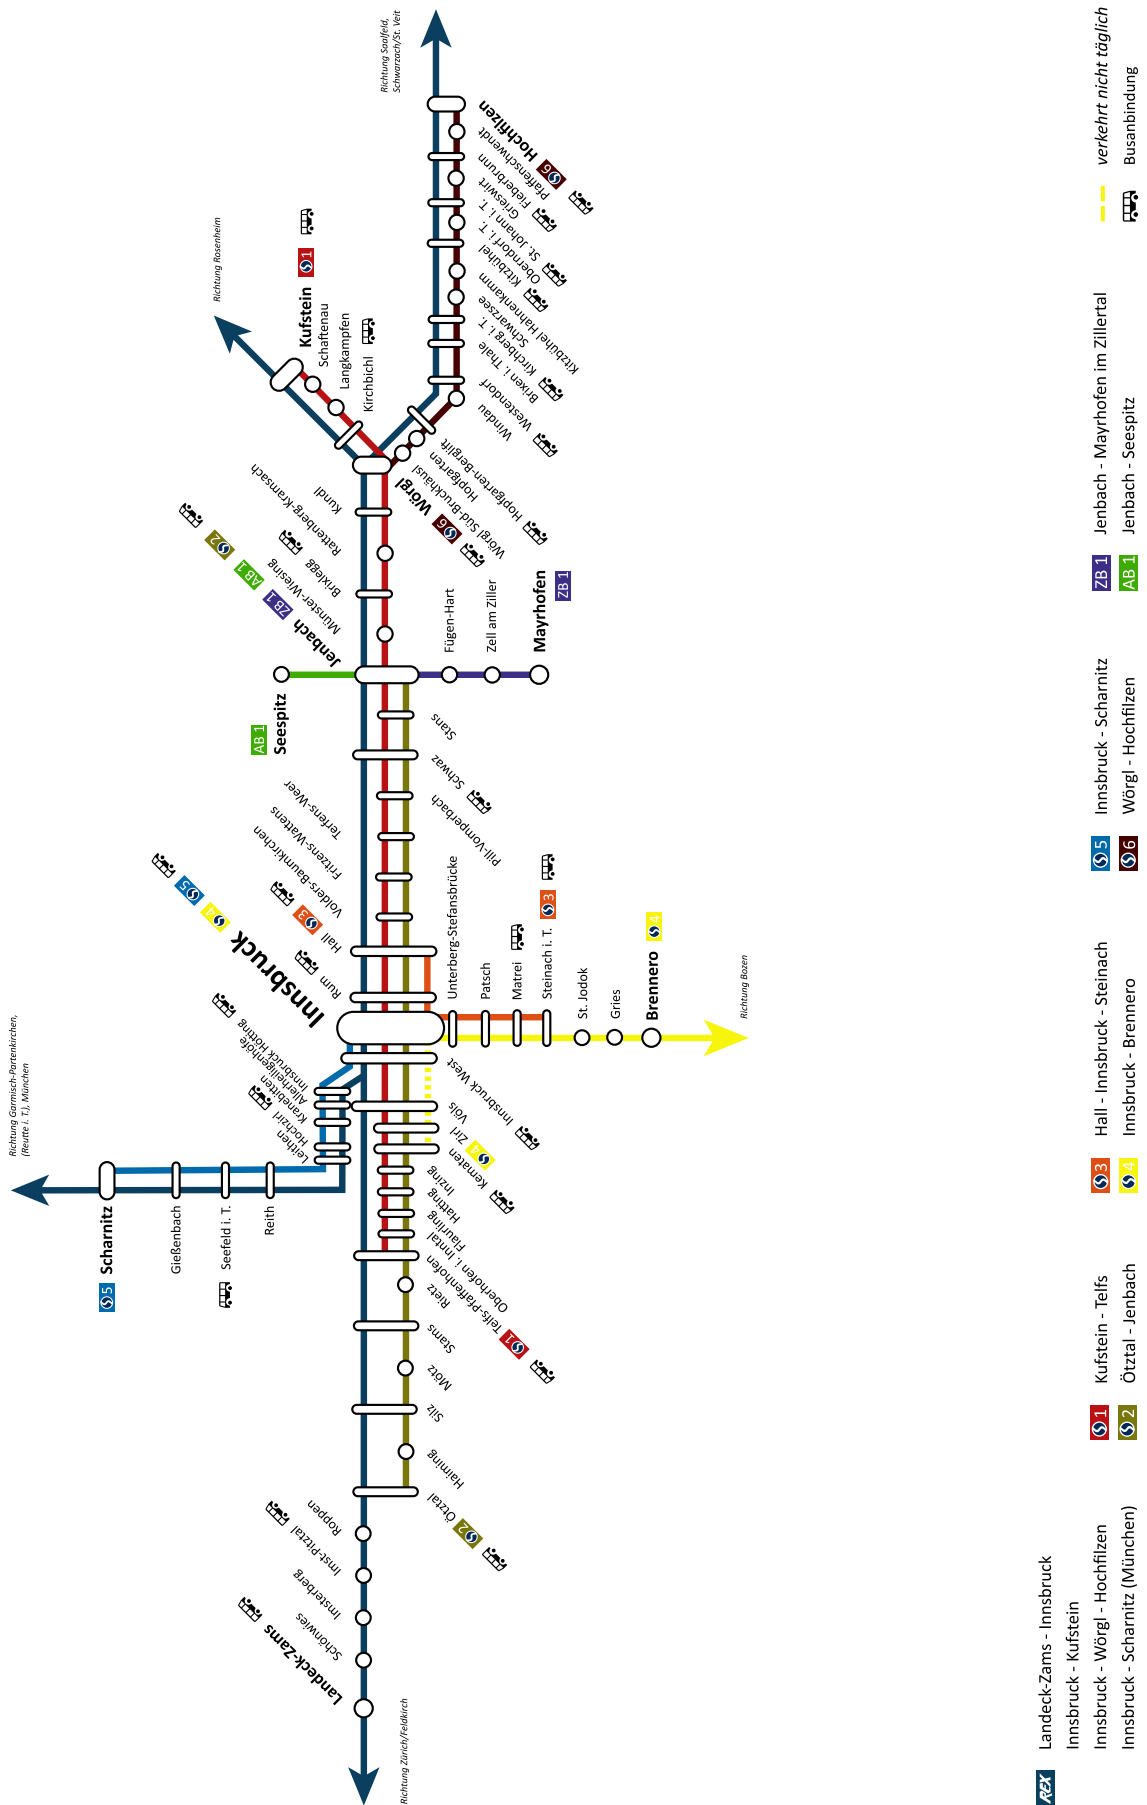 Richtung Garmisch-Partenkirchen,
(Reutte i. T.), München
S5
Scharnitz
Gießenbach
Seefeld i. T.
Reith
Leithen
Hochzirl
Kranebitten
Allerheiligenhöfe
Innsbruck Hötting
Richtung Zürich/Feldkirch
Landeck-Zams
Schönwies
Imsterberg
Imst-Pitztal
Roppen
Ötztal
S2
Haiming
Silz
Mötz
Stams
Rietz
Telfs-Pfaffenhofen
S1
Oberhofen i. Inntal
Flaurling
Hatting
Inzing
Kematen
S4
Zirl
Völs
Innsbruck West
Innsbruck
S4
S5
Rum
Hall
S3
Volders-Baumkirchen
Fritzens-Wattens
Terfens-Weer
Pill-Vomperbach
Schwaz
Stans
Unterberg-Stefansbrücke
Patsch
Matrei
Steinach i. T.
S3
St. Jodok
Gries
Brennero
S4
Richtung Bozen
AB 1
Seespitz
Jenbach
ZB 1
AB 1
S2
Fügen-Hart
Zell am Ziller
Mayrhofen
ZB 1
Münster-Wiesing
Brixlegg
Rattenberg-Kramsach
Kundl
Wörgl
S6
Kirchbichl
Langkampfen
Schaftenau
Kufstein
S1
Richtung Rosenheim
Wörgl Süd-Bruckhäusl
Hopfgarten
Hopfgarten-Berglift
Windau
Westendorf
Brixen i. Thale
Kirchberg i. T.
Schwarzsee
Kitzbühel Hahnenkamm
Kitzbühel
Oberndorf i. T.
St. Johann i. T.
Grieswirt
Fieberbrunn
Pfaffenschwendt
Hochfilzen
S6
Richtung Saalfeld,
Schwarzach/St. Veit
REX
Landeck-Zams - Innsbruck
Innsbruck - Kufstein
Innsbruck - Wörgl - Hochfilzen
Innsbruck - Scharnitz (München)
S1 Kufstein - Telfs
S2 Ötztal - Jenbach
S3 Hall - Innsbruck - Steinach
S4 Innsbruck - Brennero
S5 Innsbruck - Scharnitz
S6 Wörgl - Hochfilzen
ZB 1 Jenbach - Mayrhofen im Zillertal
AB 1 Jenbach - Seespitz
verkehrt nicht täglich
Busanbindung